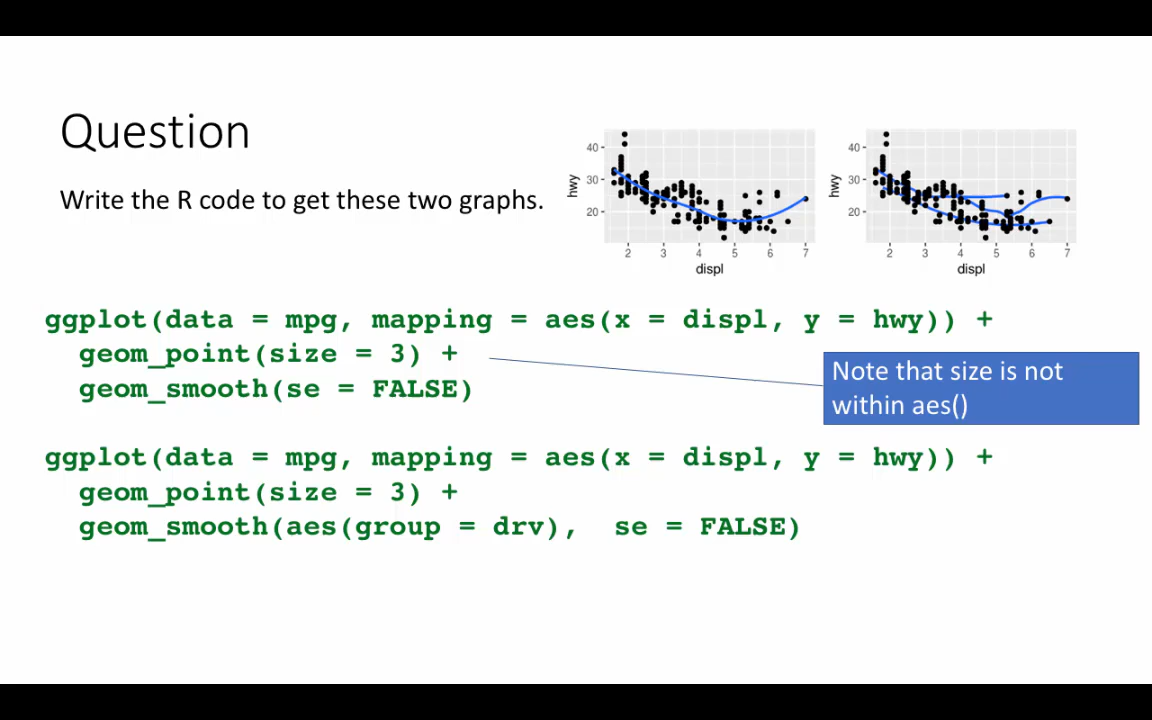 Question
Write the R code to get these two graphs.
40
30
20
hwy
2 3 4 5 6 7
displ
40
30
20
hwy
2 3 4 5 6 7
displ
ggplot(data = mpg, mapping = aes(x = displ, y = hwy)) +
geom_point(size = 3) +
geom_smooth(se = FALSE)
Note that size is not
within aes()
ggplot(data = mpg, mapping = aes(x = displ, y = hwy)) +
geom_point(size = 3) +
geom_smooth(aes(group = drv), se = FALSE)